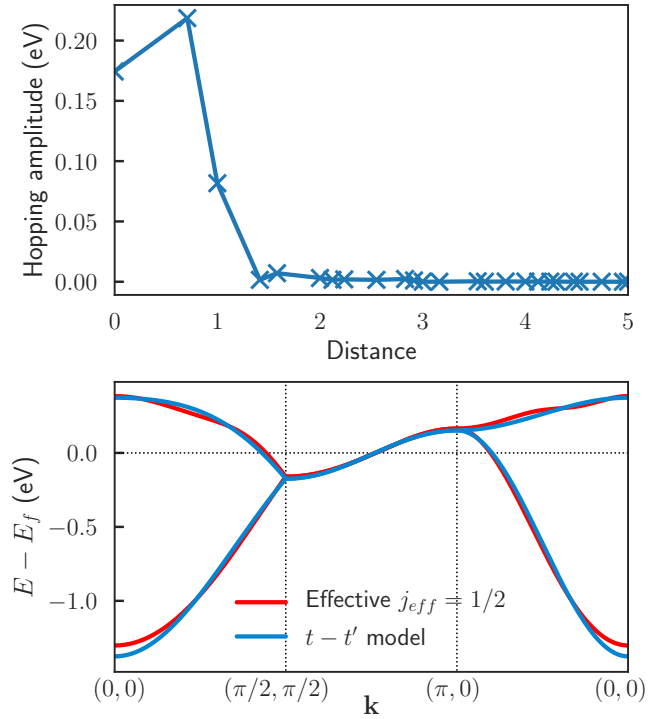 Hopping amplitude (eV)
0.20
0.15
0.10
0.05
0.00
0 1 2 3 4 5
Distance
E − E_f (eV)
0.0
−0.5
−1.0
Effective j_{eff} = 1/2
t − t′ model
(0, 0) (π/2, π/2) (π, 0) (0, 0)
k